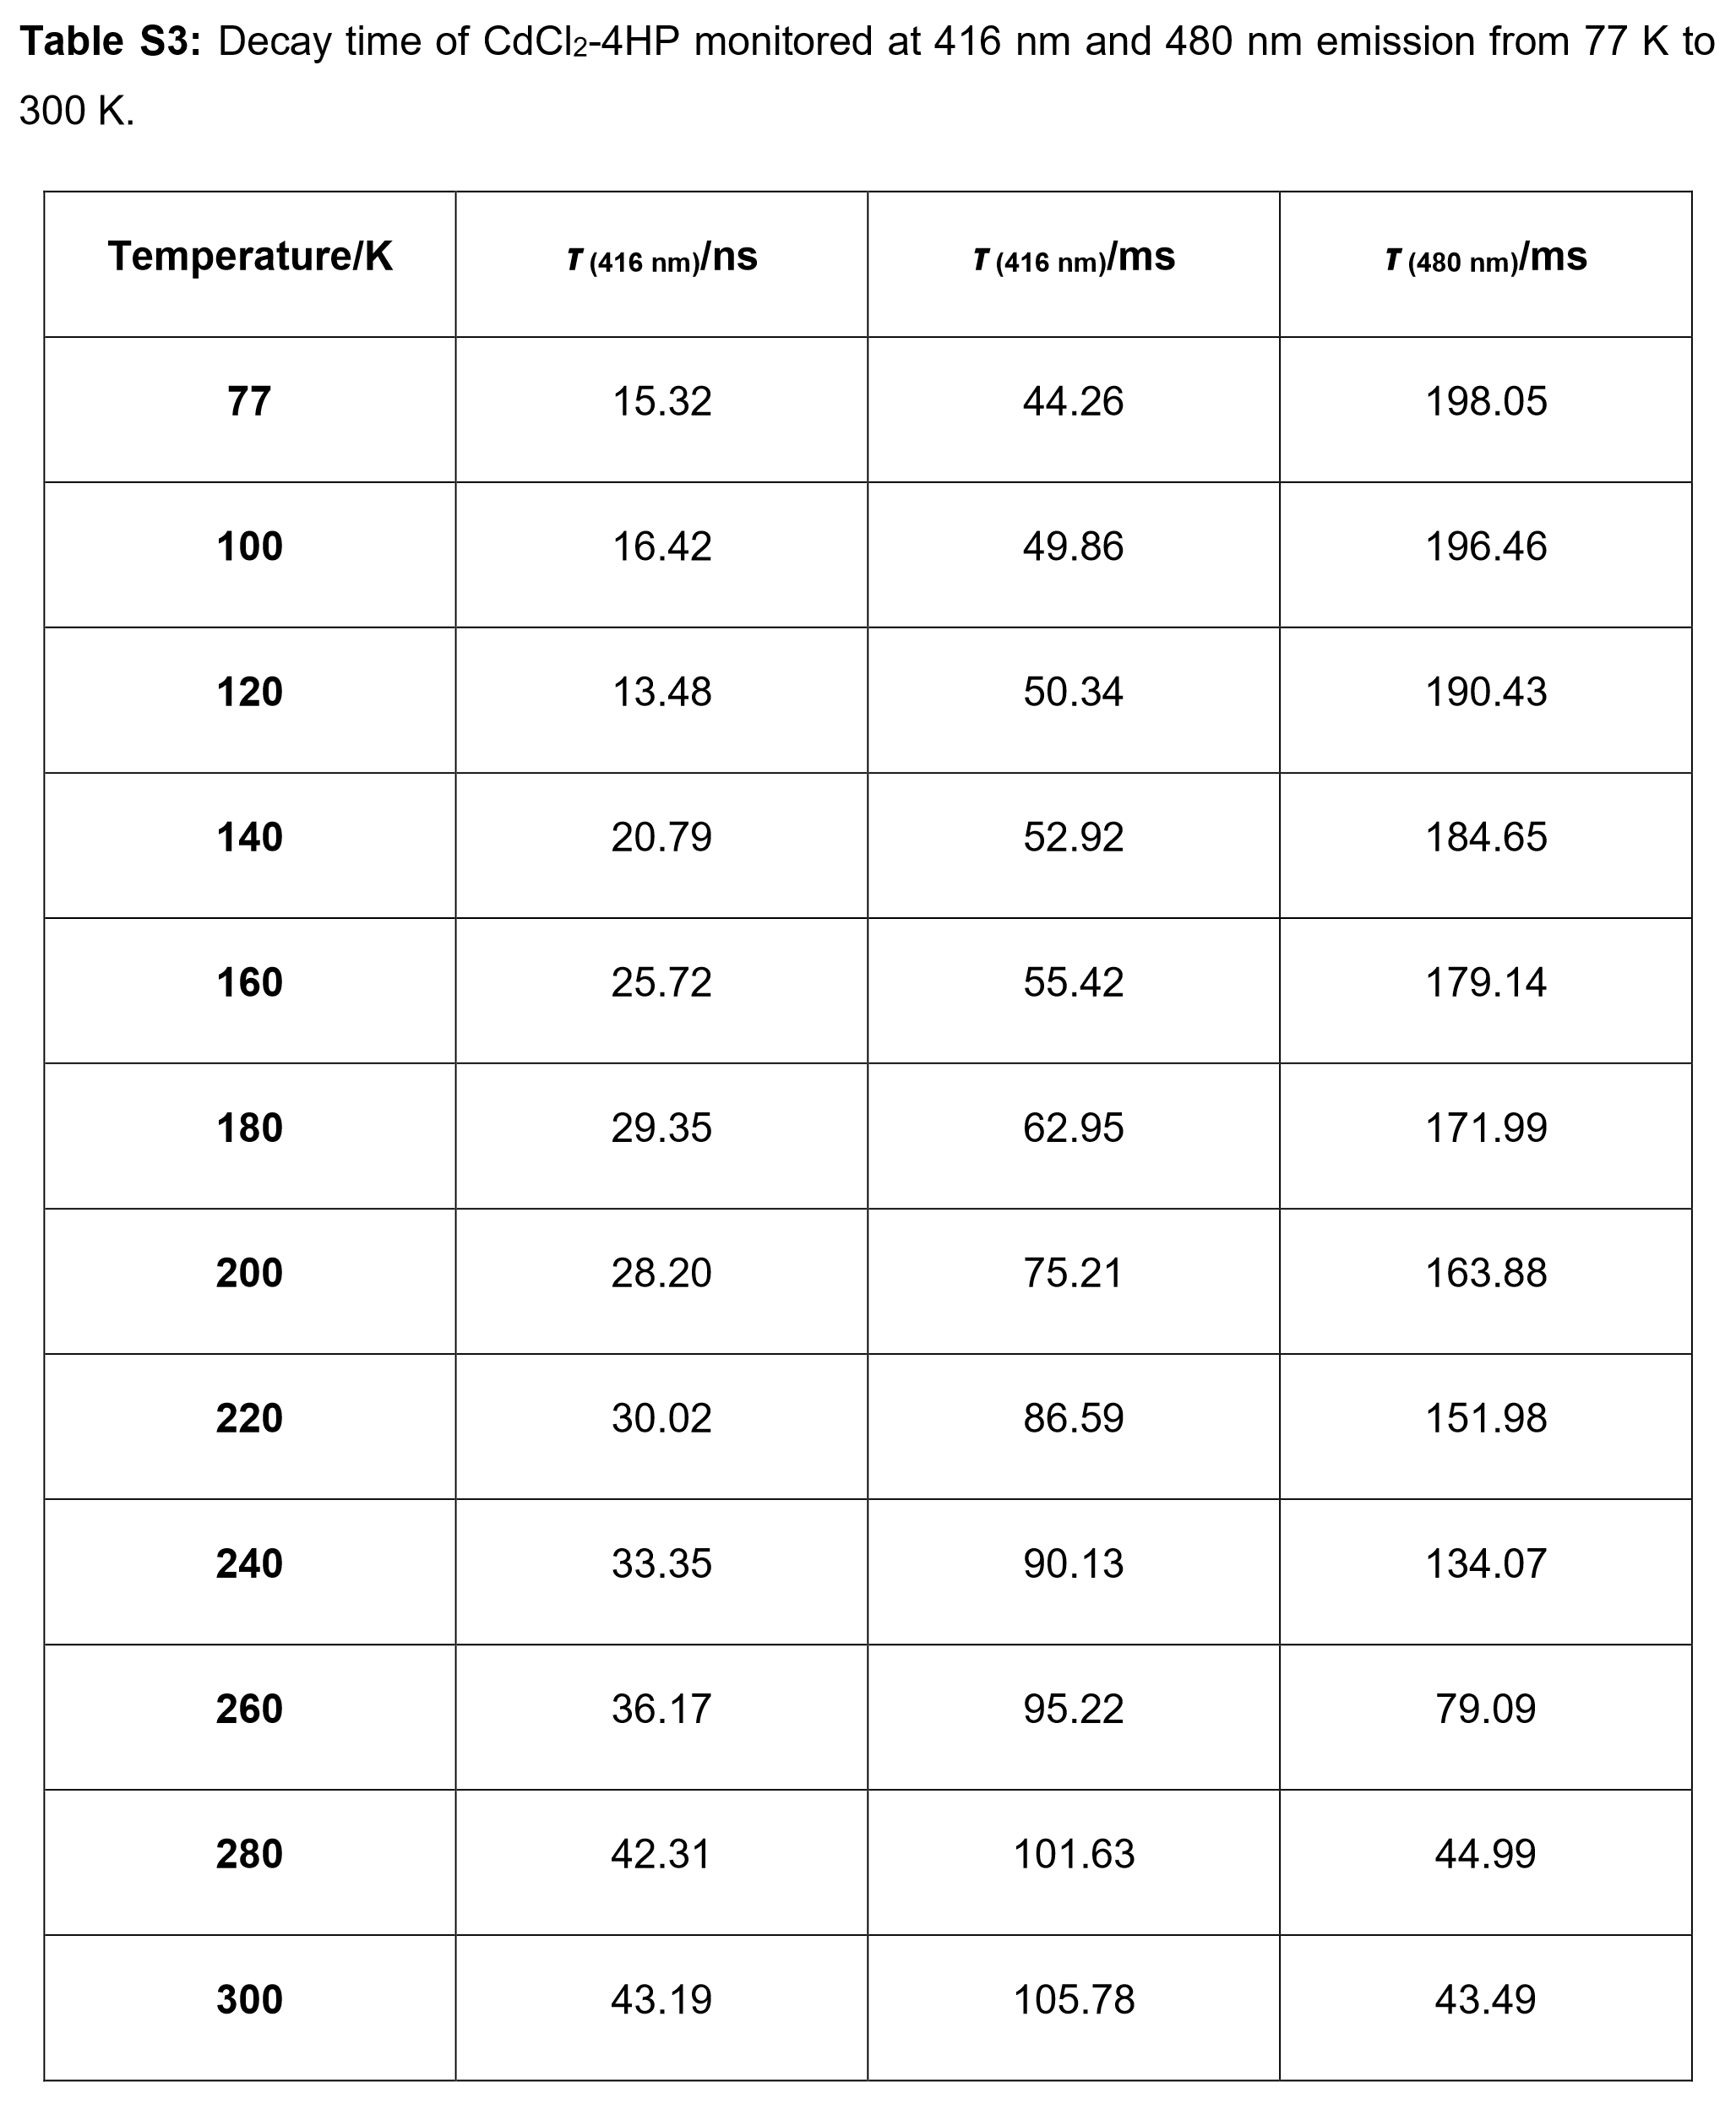 Table S3: Decay time of CdCl₂-4HP monitored at 416 nm and 480 nm emission from 77 K to
300 K.
Temperature/K τ (416 nm)/ns τ (416 nm)/ms τ (480 nm)/ms
77 15.32 44.26 198.05
100 16.42 49.86 196.46
120 13.48 50.34 190.43
140 20.79 52.92 184.65
160 25.72 55.42 179.14
180 29.35 62.95 171.99
200 28.20 75.21 163.88
220 30.02 86.59 151.98
240 33.35 90.13 134.07
260 36.17 95.22 79.09
280 42.31 101.63 44.99
300 43.19 105.78 43.49